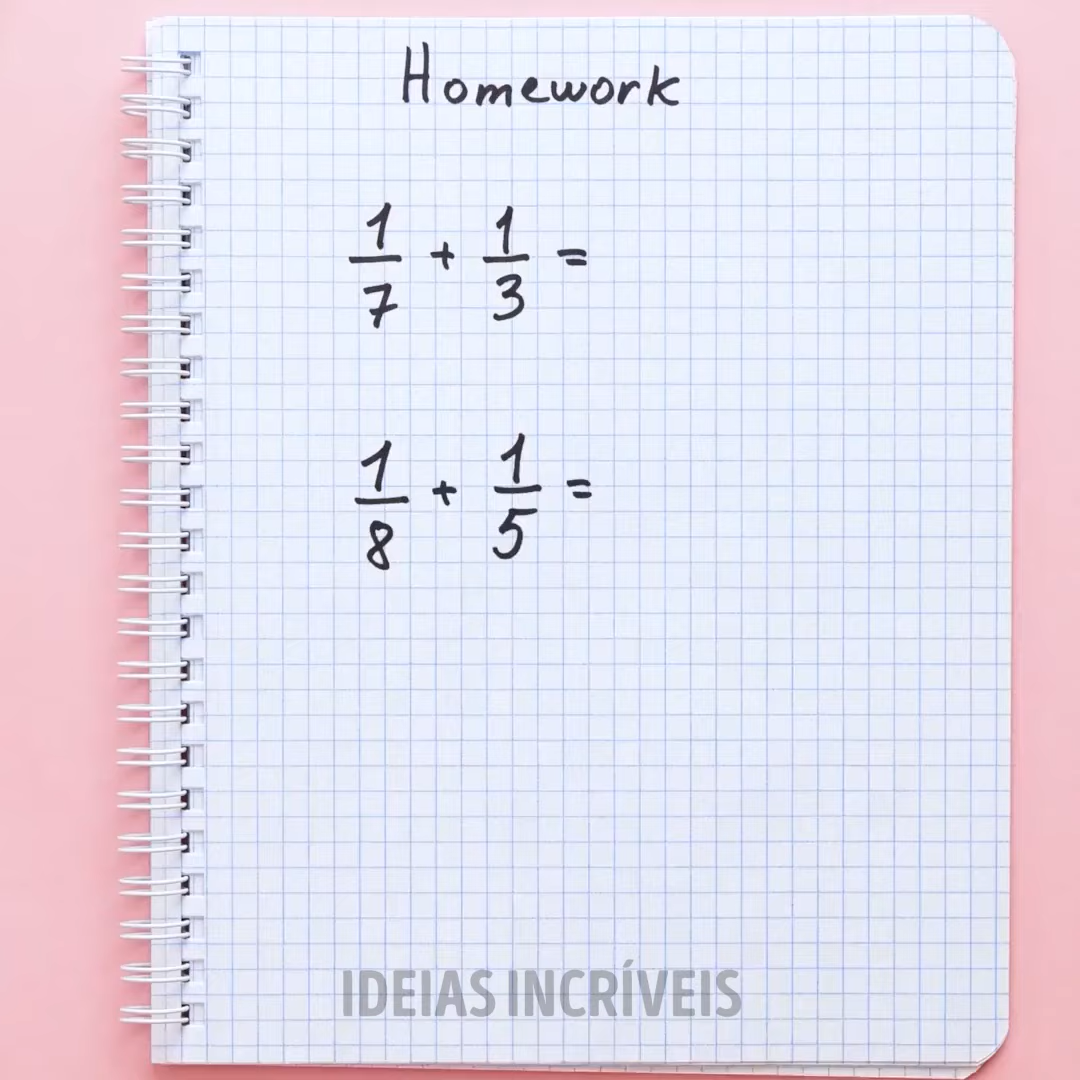 Homework
1/7 + 1/3 =
1/8 + 1/5 =
IDEIAS INCRÍVEIS